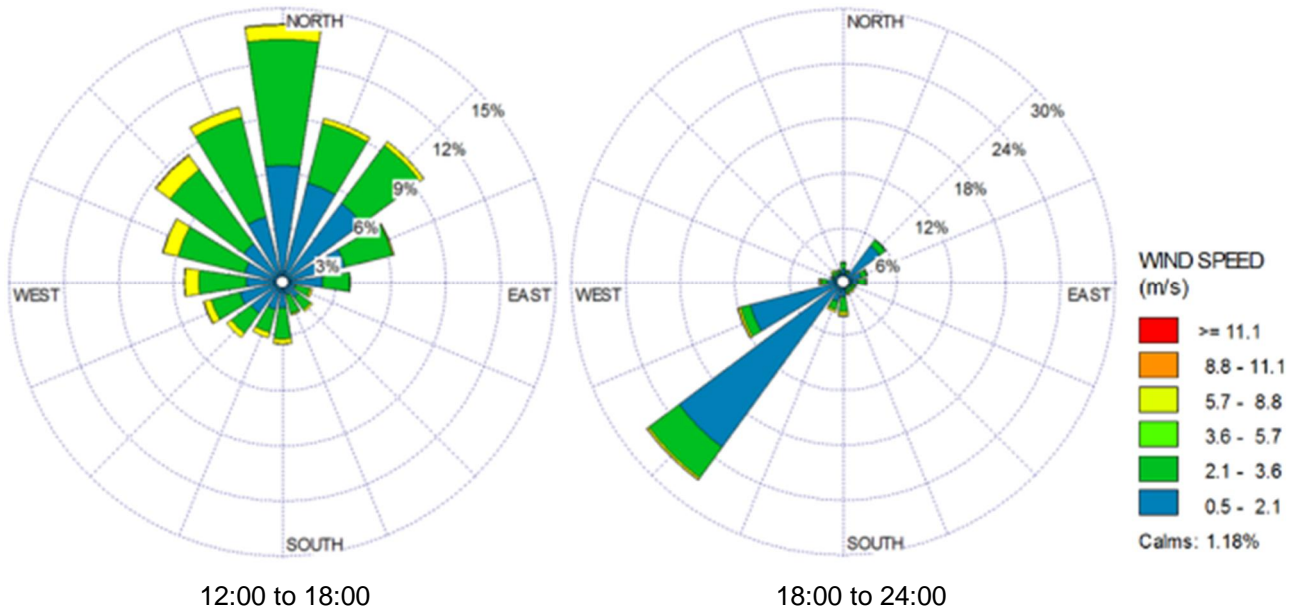 NORTH
15%
12%
9%
6%
3%
WEST
EAST
SOUTH
12:00 to 18:00
NORTH
30%
24%
18%
12%
6%
WEST
EAST
SOUTH
18:00 to 24:00
WIND SPEED
(m/s)
>= 11.1
8.8 - 11.1
5.7 - 8.8
3.6 - 5.7
2.1 - 3.6
0.5 - 2.1
Calms: 1.18%